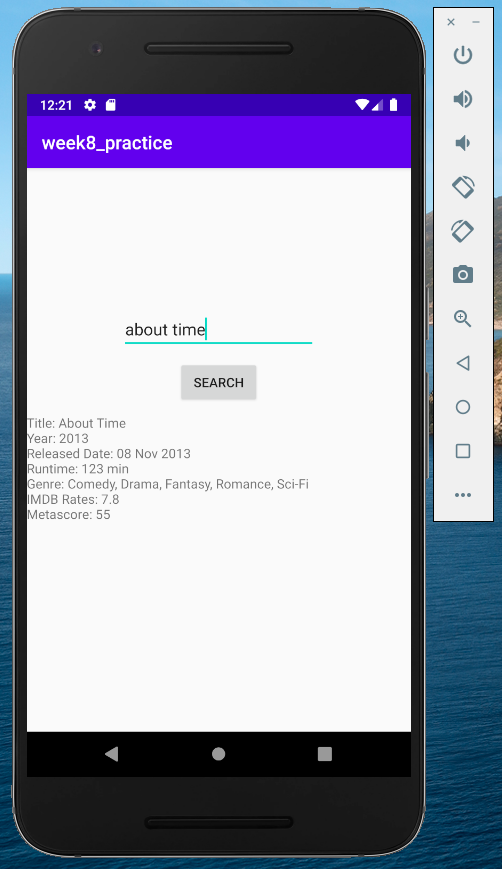 12:21
week8_practice
about time
SEARCH
Title: About Time
Year: 2013
Released Date: 08 Nov 2013
Runtime: 123 min
Genre: Comedy, Drama, Fantasy, Romance, Sci-Fi
IMDB Rates: 7.8
Metascore: 55